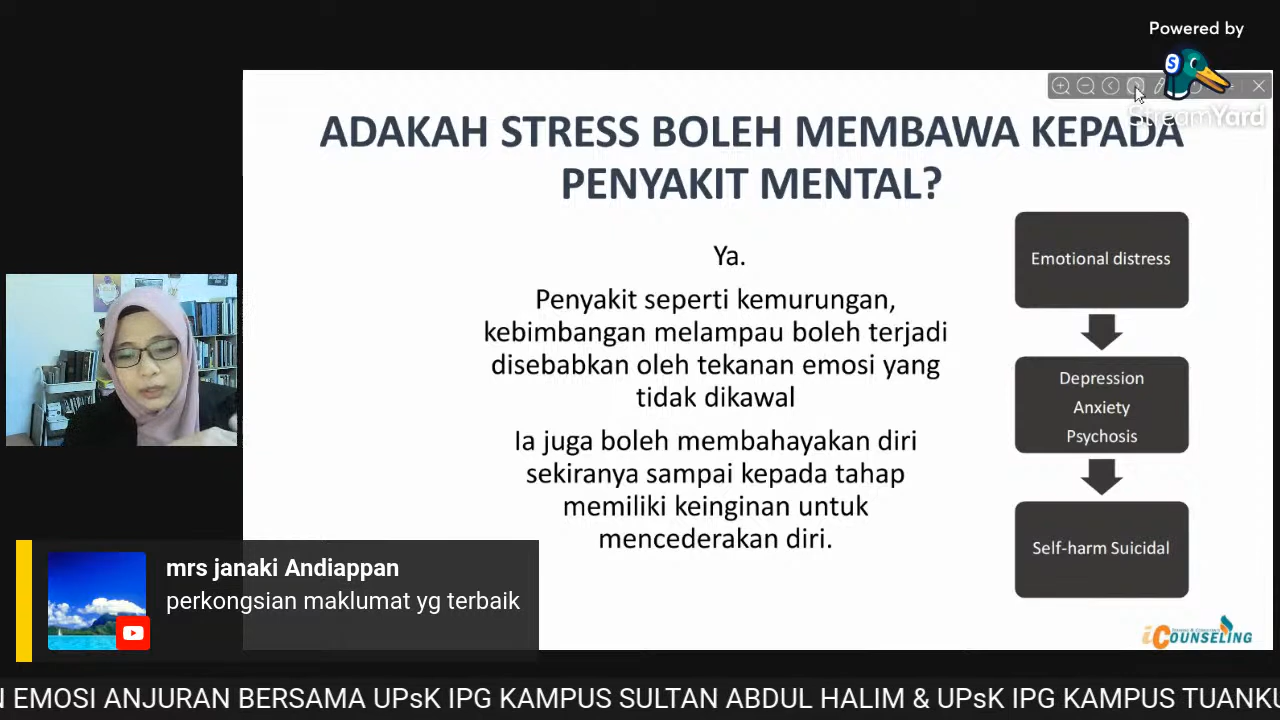 Powered by
StreamYard
ADAKAH STRESS BOLEH MEMBAWA KEPADA
PENYAKIT MENTAL?
Ya.
Penyakit seperti kemurungan,
kebimbangan melampau boleh terjadi
disebabkan oleh tekanan emosi yang
tidak dikawal
Ia juga boleh membahayakan diri
sekiranya sampai kepada tahap
memiliki keinginan untuk
mencederakan diri.
Emotional distress
Depression
Anxiety
Psychosis
Self-harm Suicidal
mrs janaki Andiappan
perkongsian maklumat yg terbaik
iCOUNSELING
N EMOSI ANJURAN BERSAMA UPsK IPG KAMPUS SULTAN ABDUL HALIM & UPsK IPG KAMPUS TUANKU